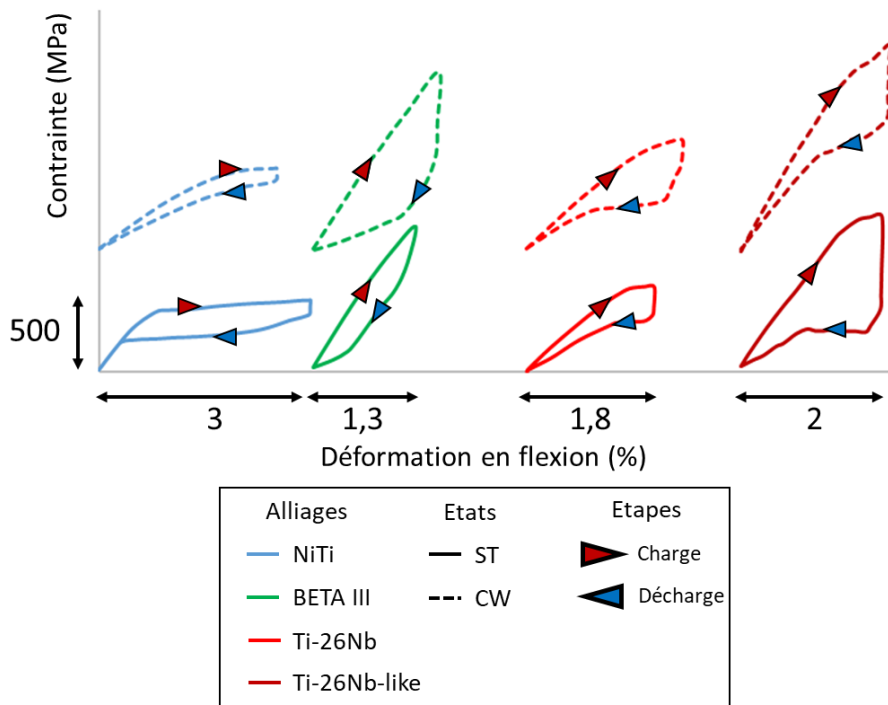 Contrainte (MPa)
500
3
1,3
1,8
2
Déformation en flexion (%)
Alliages
Etats
Etapes
NiTi
ST
Charge
BETA III
CW
Décharge
Ti-26Nb
Ti-26Nb-like